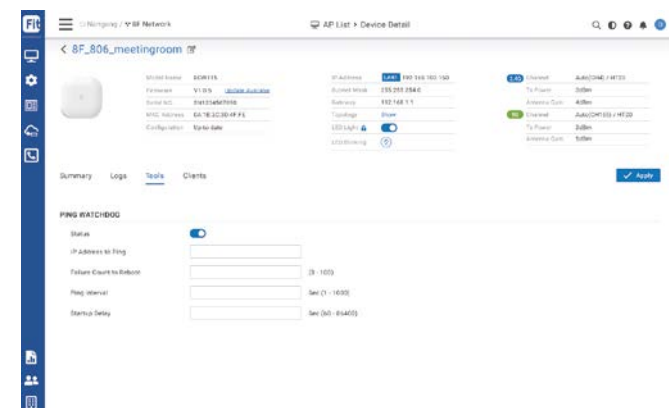 Fit
8F Network
AP List › Device Detail
8F_806_meetingroom
Model Name
Firmware V1.0.5 Update Available
Serial NO.
MAC Address
Configuration Up-to-date
IP Address LAN1
Subnet Mask 255.255.254.0
Gateway 192.168.1.1
Topology Show
LED Light
LED Blinking
2.4G Channel
Tx Power
Antenna Gain
5G Channel
Tx Power
Antenna Gain
Summary Logs Tools Clients
Apply
PING WATCHDOG
Status
IP Address to Ping
Failure Count to Reboot (3 - 100)
Ping Interval Sec (1 - 1000)
Startup Delay Sec (60 - 86400)